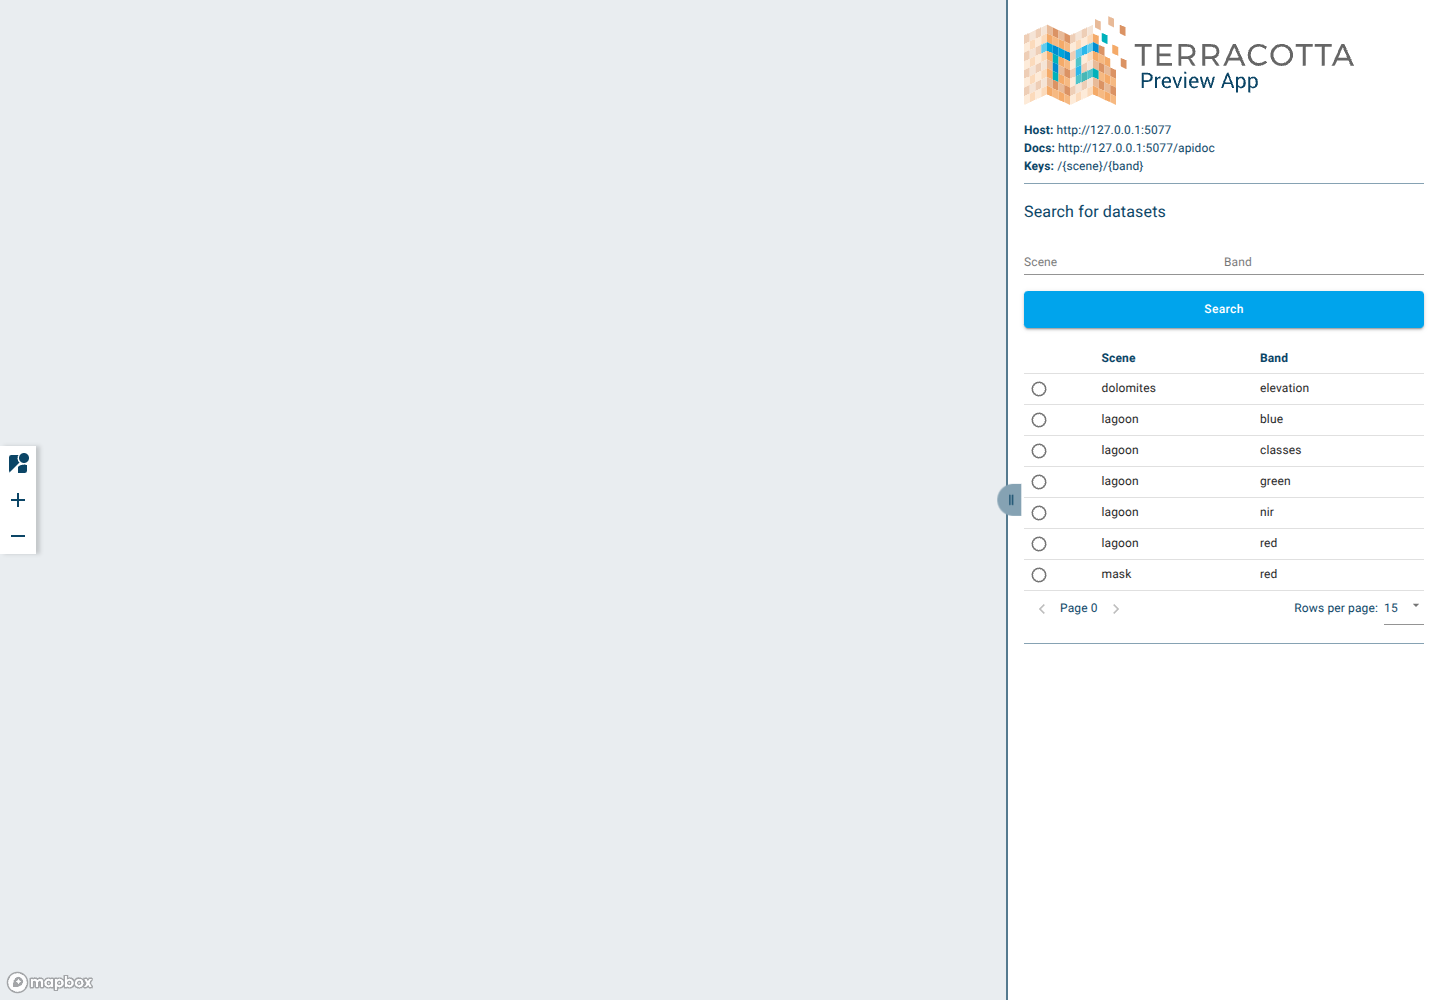 TERRACOTTA
Preview App
Host: http://127.0.0.1:5077
Docs: http://127.0.0.1:5077/apidoc
Keys: /{scene}/{band}
Search for datasets
Scene Band
Search
Scene Band
dolomites elevation
lagoon blue
lagoon classes
lagoon green
lagoon nir
lagoon red
mask red
Page 0 Rows per page: 15
mapbox